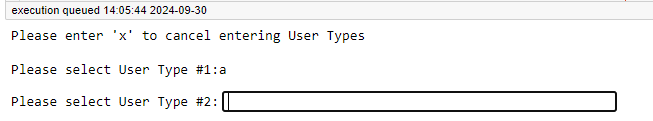 execution queued 14:05:44 2024-09-30
Please enter 'x' to cancel entering User Types
Please select User Type #1:a
Please select User Type #2: